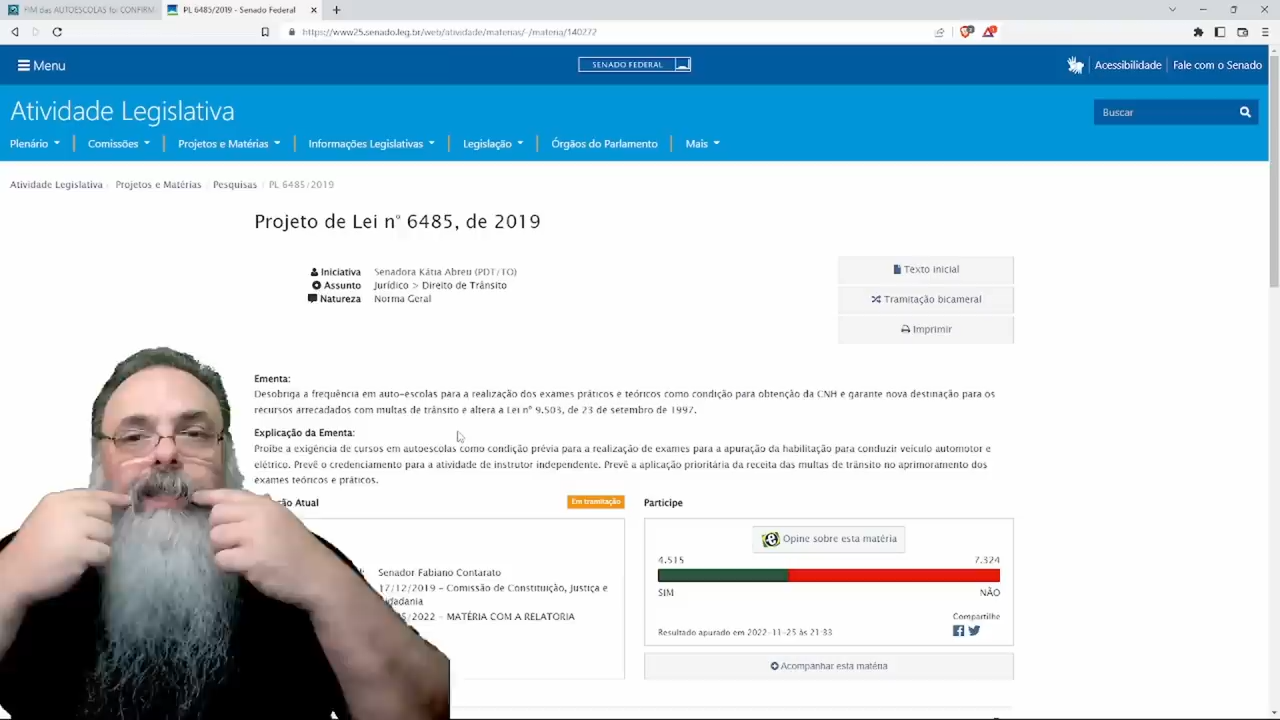 FIM das AUTOESCOLAS foi CONFIRM
PL 6485/2019 - Senado Federal
https://www25.senado.leg.br/web/atividade/materias/-/materia/140272
Menu
SENADO FEDERAL
Acessibilidade
Fale com o Senado
Atividade Legislativa
Buscar
Plenário
Comissões
Projetos e Matérias
Informações Legislativas
Legislação
Órgãos do Parlamento
Mais
Atividade Legislativa / Projetos e Matérias / Pesquisas / PL 6485/2019
Projeto de Lei n° 6485, de 2019
Iniciativa Senadora Kátia Abreu (PDT/TO)
Assunto Jurídico > Direito de Trânsito
Natureza Norma Geral
Texto inicial
Tramitação bicameral
Imprimir
Ementa:
Desobriga a frequência em auto-escolas para a realização dos exames práticos e teóricos como condição para obtenção da CNH e garante nova destinação para os
recursos arrecadados com multas de trânsito e altera a Lei nº 9.503, de 23 de setembro de 1997.
Explicação da Ementa:
Proíbe a exigência de cursos em autoescolas como condição prévia para a realização de exames para a apuração da habilitação para conduzir veículo automotor e
elétrico. Prevê o credenciamento para a atividade de instrutor independente. Prevê a aplicação prioritária da receita das multas de trânsito no aprimoramento dos
exames teóricos e práticos.
Atual
Em tramitação
Senador Fabiano Contarato
17/12/2019 - Comissão de Constituição, Justiça e
/2022 - MATÉRIA COM A RELATORIA
Participe
Opine sobre esta matéria
4.515 7.324
SIM NÃO
Compartilhe
Resultado apurado em 2022-11-25 às 21:33
Acompanhar esta matéria